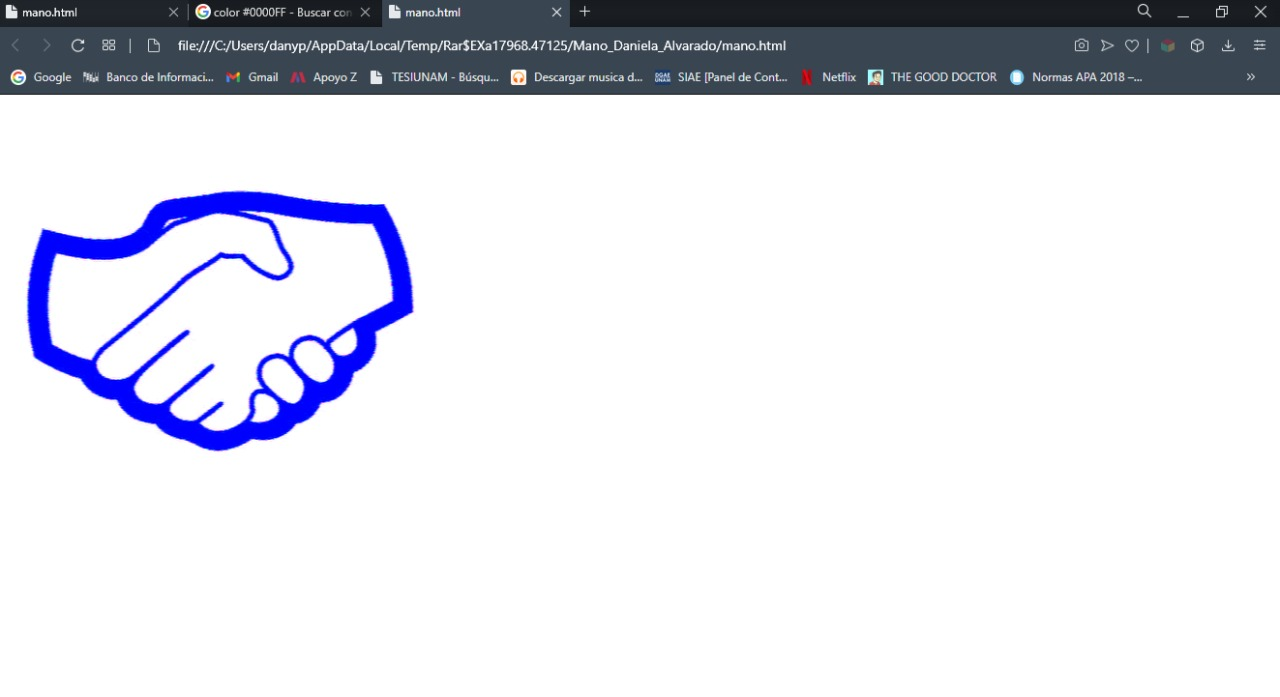 mano.html
color #0000FF - Buscar con
mano.html
file:///C:/Users/danyp/AppData/Local/Temp/Rar$EXa17968.47125/Mano_Daniela_Alvarado/mano.html
Google Banco de Informaci... Gmail Apoyo Z TESIUNAM - Búsqu... Descargar musica d... SIAE [Panel de Cont... Netflix THE GOOD DOCTOR Normas APA 2018 –...